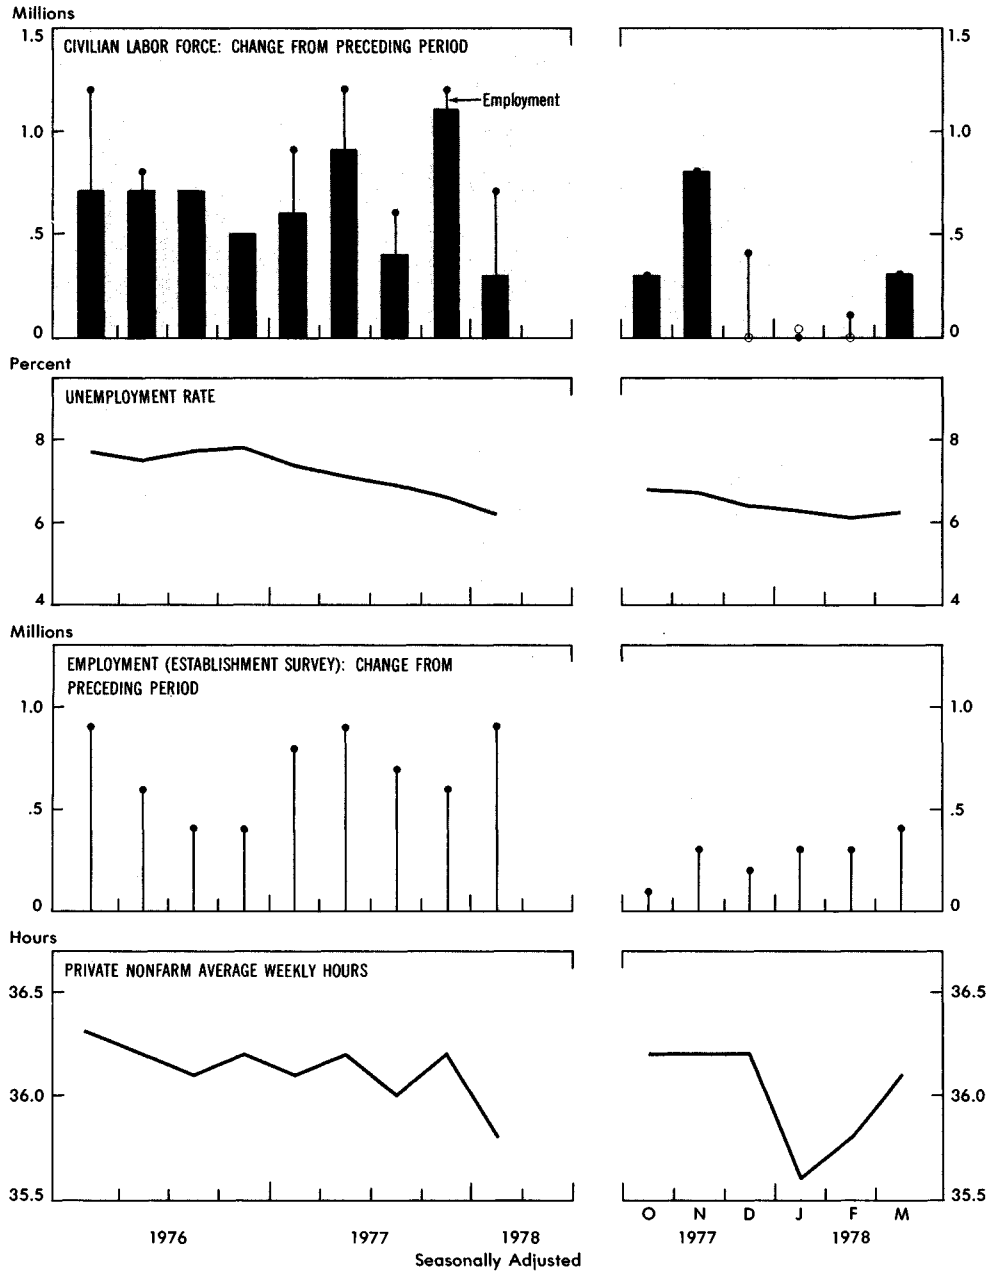 Millions
1.5 1.5
CIVILIAN LABOR FORCE: CHANGE FROM PRECEDING PERIOD
Employment
1.0 1.0
.5 .5
0 0
Percent
UNEMPLOYMENT RATE
8 8
6 6
4 4
Millions
EMPLOYMENT (ESTABLISHMENT SURVEY): CHANGE FROM
PRECEDING PERIOD
1.0 1.0
.5 .5
0 0
Hours
PRIVATE NONFARM AVERAGE WEEKLY HOURS
36.5 36.5
36.0 36.0
35.5 35.5
O N D J F M
1976 1977 1978 1977 1978
Seasonally Adjusted